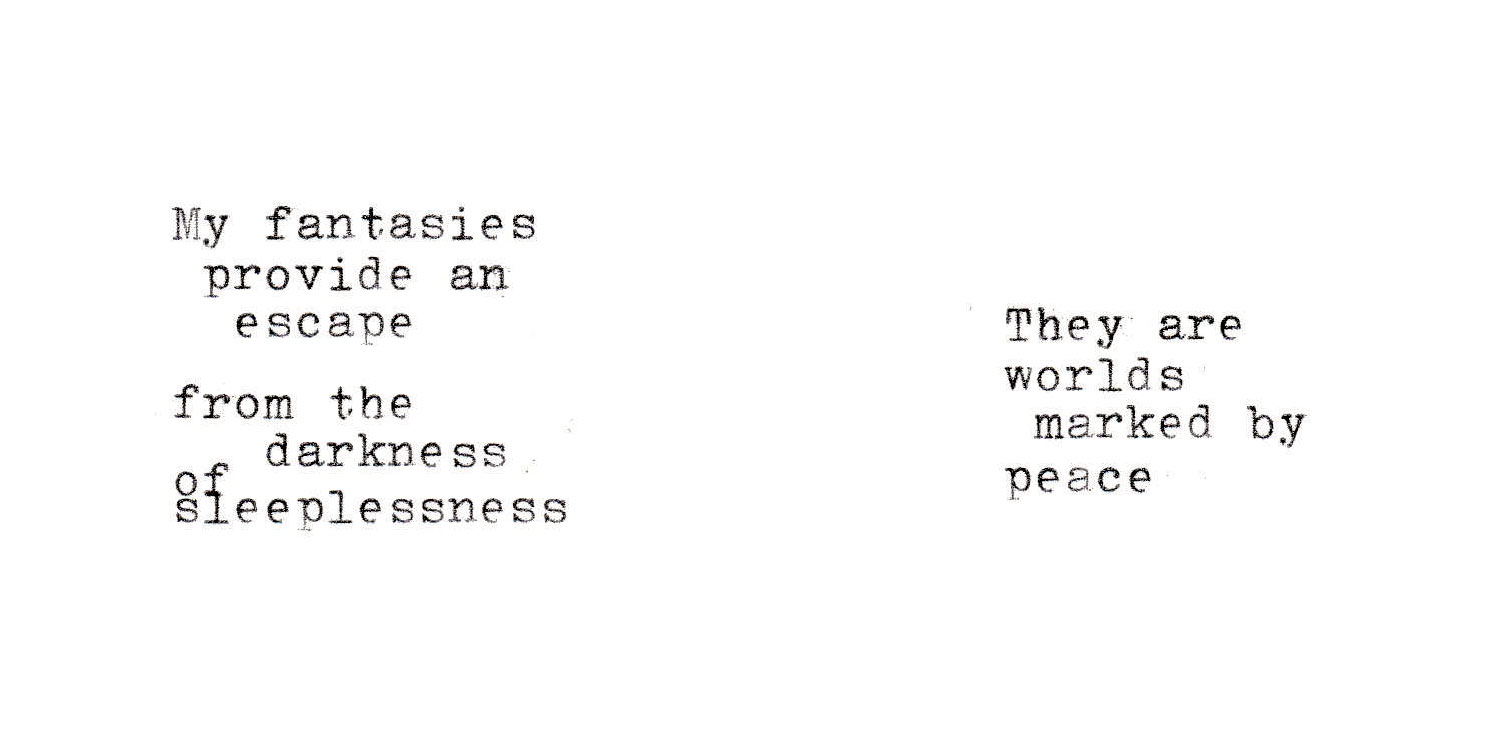 My fantasies
provide an
escape
from the
darkness
of
sleeplessness
They are
worlds
marked by
peace